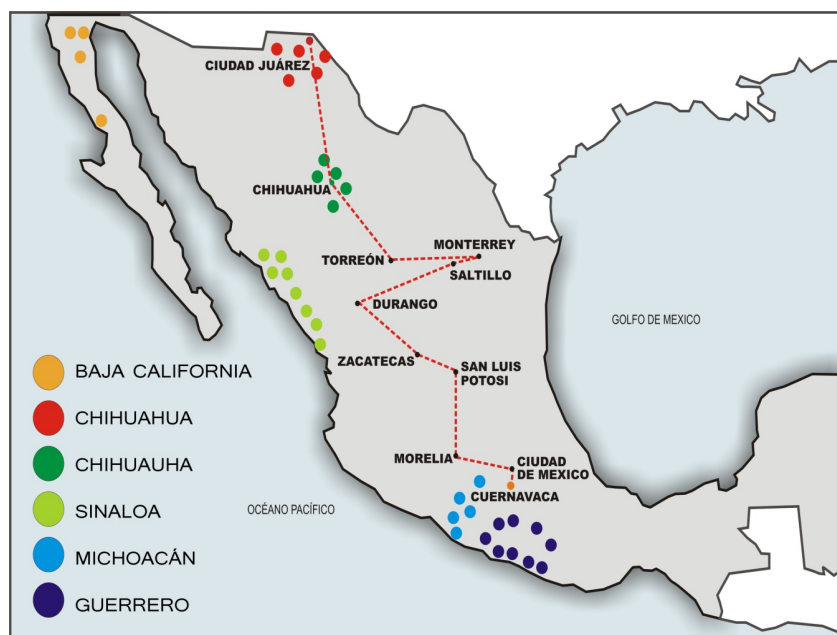 CIUDAD JUÁREZ
CHIHUAHUA
MONTERREY
TORREÓN
SALTILLO
DURANGO
GOLFO DE MEXICO
ZACATECAS
SAN LUIS
POTOSI
BAJA CALIFORNIA
CHIHUAHUA
CHIHUAUHA
SINALOA
MICHOACÁN
GUERRERO
MORELIA
CIUDAD
DE MEXICO
CUERNAVACA
OCÉANO PACÍFICO